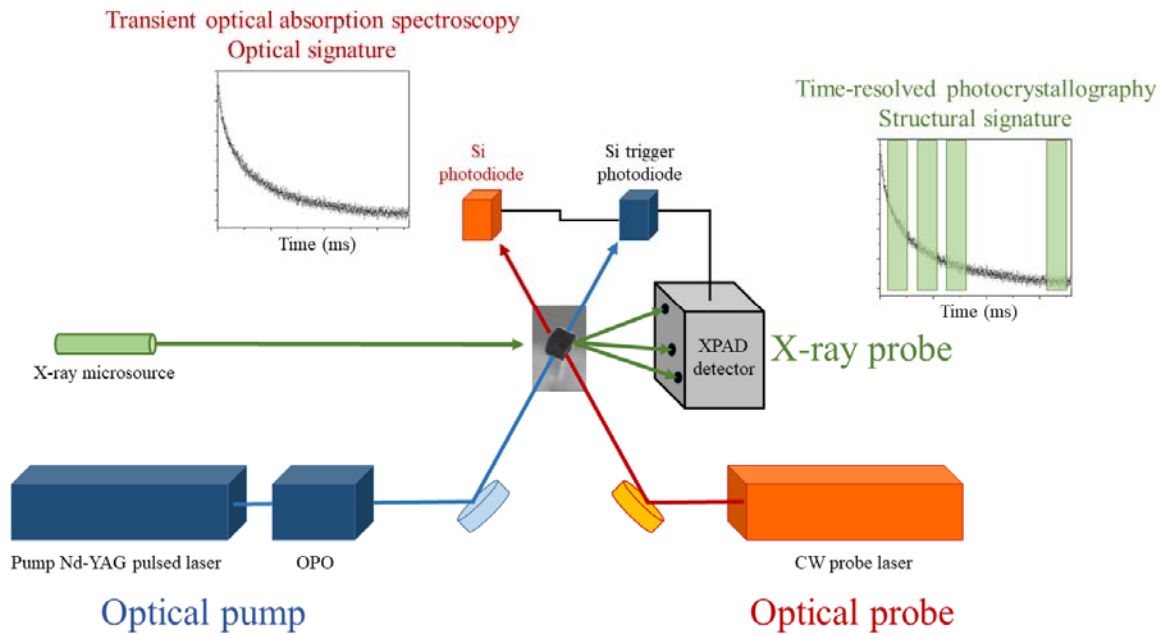 Transient optical absorption spectroscopy
Optical signature
Time (ms)
Time-resolved photocrystallography
Structural signature
Time (ms)
Si
photodiode
Si trigger
photodiode
X-ray microsource
XPAD
detector
X-ray probe
Pump Nd-YAG pulsed laser
OPO
CW probe laser
Optical pump
Optical probe